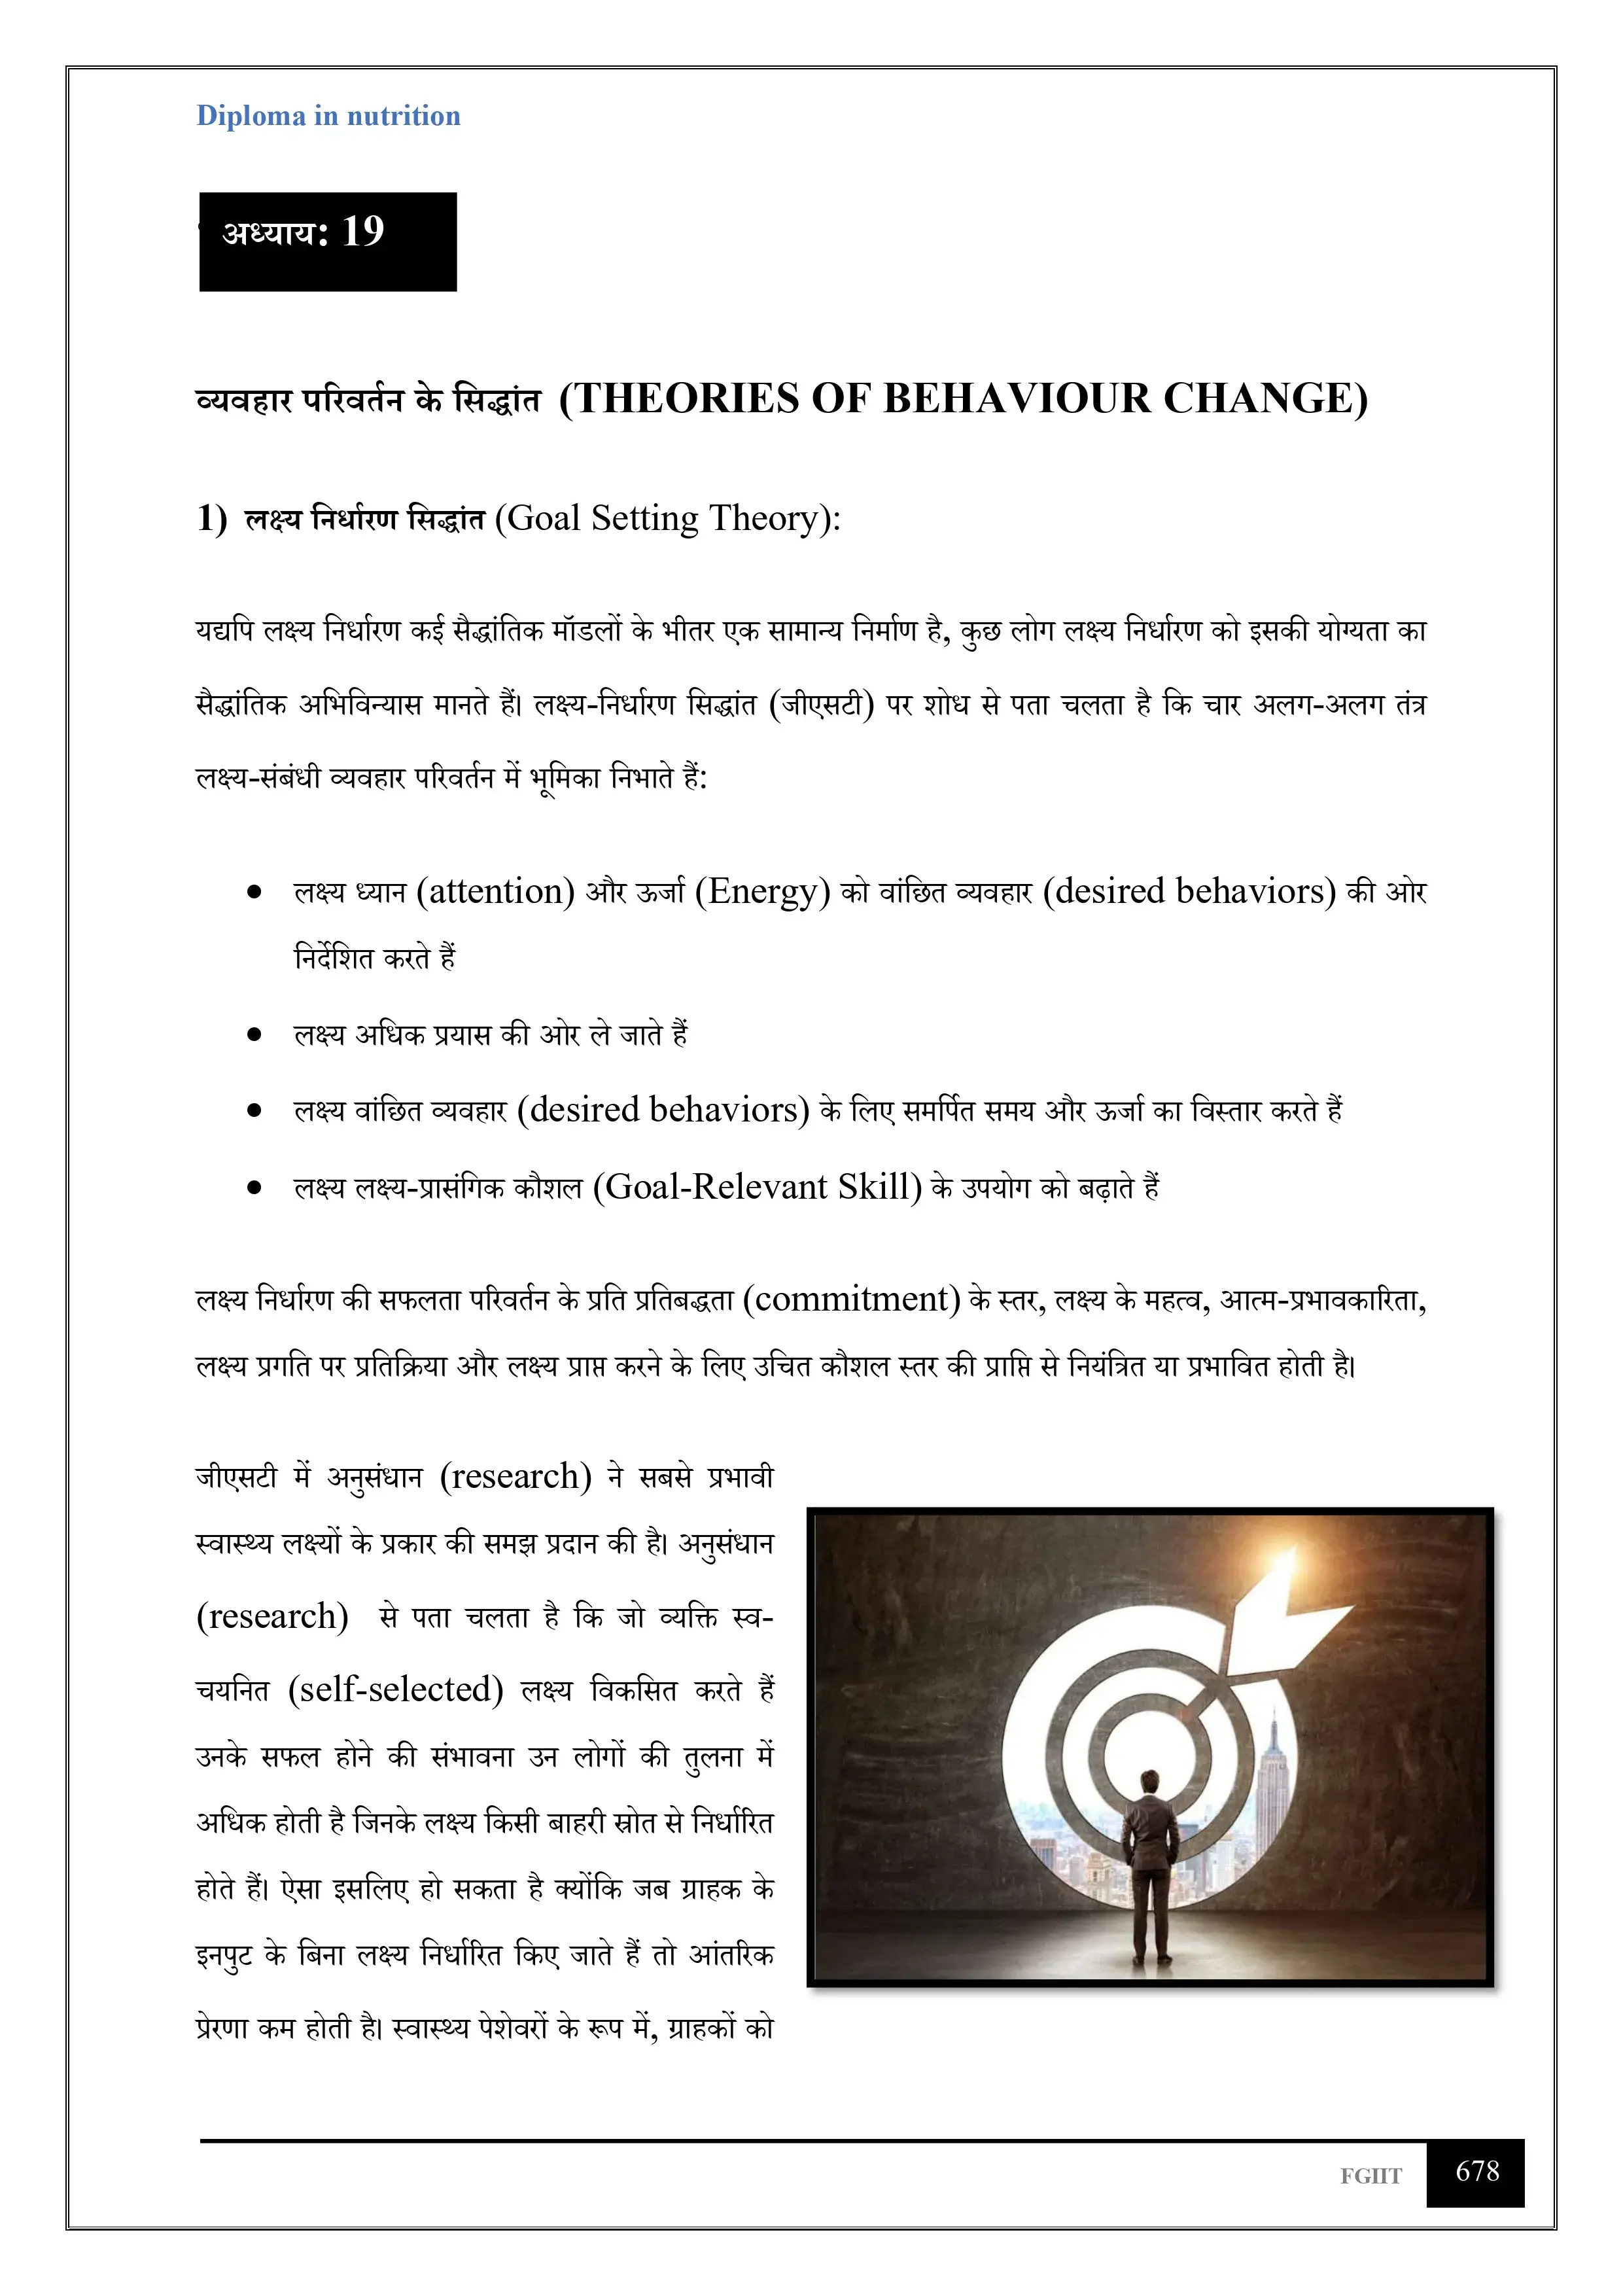 Diploma in nutrition
अध्याय: 19
व्यवहार परिवर्तन के सिद्धांत (THEORIES OF BEHAVIOUR CHANGE)
1) लक्ष्य निर्धारण सिद्धांत (Goal Setting Theory):
यद्यपि लक्ष्य निर्धारण कई सैद्धांतिक मॉडलों के भीतर एक सामान्य निर्माण है, कुछ लोग लक्ष्य निर्धारण को इसकी योग्यता का
सैद्धांतिक अभिविन्यास मानते हैं। लक्ष्य-निर्धारण सिद्धांत (जीएसटी) पर शोध से पता चलता है कि चार अलग-अलग तंत्र
लक्ष्य-संबंधी व्यवहार परिवर्तन में भूमिका निभाते हैं:
• लक्ष्य ध्यान (attention) और ऊर्जा (Energy) को वांछित व्यवहार (desired behaviors) की ओर
निर्देशित करते हैं
• लक्ष्य अधिक प्रयास की ओर ले जाते हैं
• लक्ष्य वांछित व्यवहार (desired behaviors) के लिए समर्पित समय और ऊर्जा का विस्तार करते हैं
• लक्ष्य लक्ष्य-प्रासंगिक कौशल (Goal-Relevant Skill) के उपयोग को बढ़ाते हैं
लक्ष्य निर्धारण की सफलता परिवर्तन के प्रति प्रतिबद्धता (commitment) के स्तर, लक्ष्य के महत्व, आत्म-प्रभावकारिता,
लक्ष्य प्रगति पर प्रतिक्रिया और लक्ष्य प्राप्त करने के लिए उचित कौशल स्तर की प्राप्ति से नियंत्रित या प्रभावित होती है।
जीएसटी में अनुसंधान (research) ने सबसे प्रभावी
स्वास्थ्य लक्ष्यों के प्रकार की समझ प्रदान की है। अनुसंधान
(research) से पता चलता है कि जो व्यक्ति स्व-
चयनित (self-selected) लक्ष्य विकसित करते हैं
उनके सफल होने की संभावना उन लोगों की तुलना में
अधिक होती है जिनके लक्ष्य किसी बाहरी स्रोत से निर्धारित
होते हैं। ऐसा इसलिए हो सकता है क्योंकि जब ग्राहक के
इनपुट के बिना लक्ष्य निर्धारित किए जाते हैं तो आंतरिक
प्रेरणा कम होती है। स्वास्थ्य पेशेवरों के रूप में, ग्राहकों को
FGIIT 678